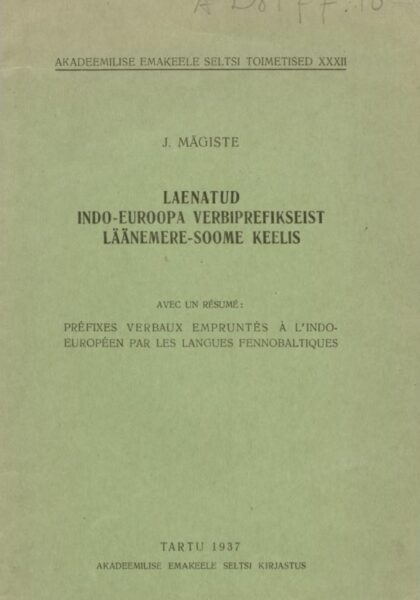 AKADEEMILISE EMAKEELE SELTSI TOIMETISED XXXII
J. MÄGISTE
LAENATUD
INDO-EUROOPA VERBIPREFIKSEIST
LÄÄNEMERE-SOOME KEELIS
AVEC UN RÉSUMÉ:
PRÉFIXES VERBAUX EMPRUNTÉS À L'INDO-
EUROPÉEN PAR LES LANGUES FENNOBALTIQUES
TARTU 1937
AKADEEMILISE EMAKEELE SELTSI KIRJASTUS